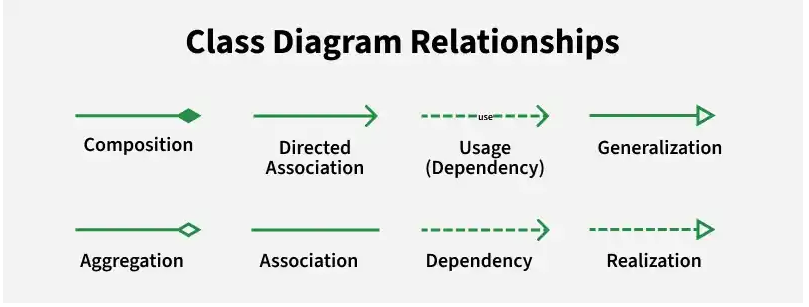 Class Diagram Relationships
Composition
Directed
Association
use
Usage
(Dependency)
Generalization
Aggregation
Association
Dependency
Realization